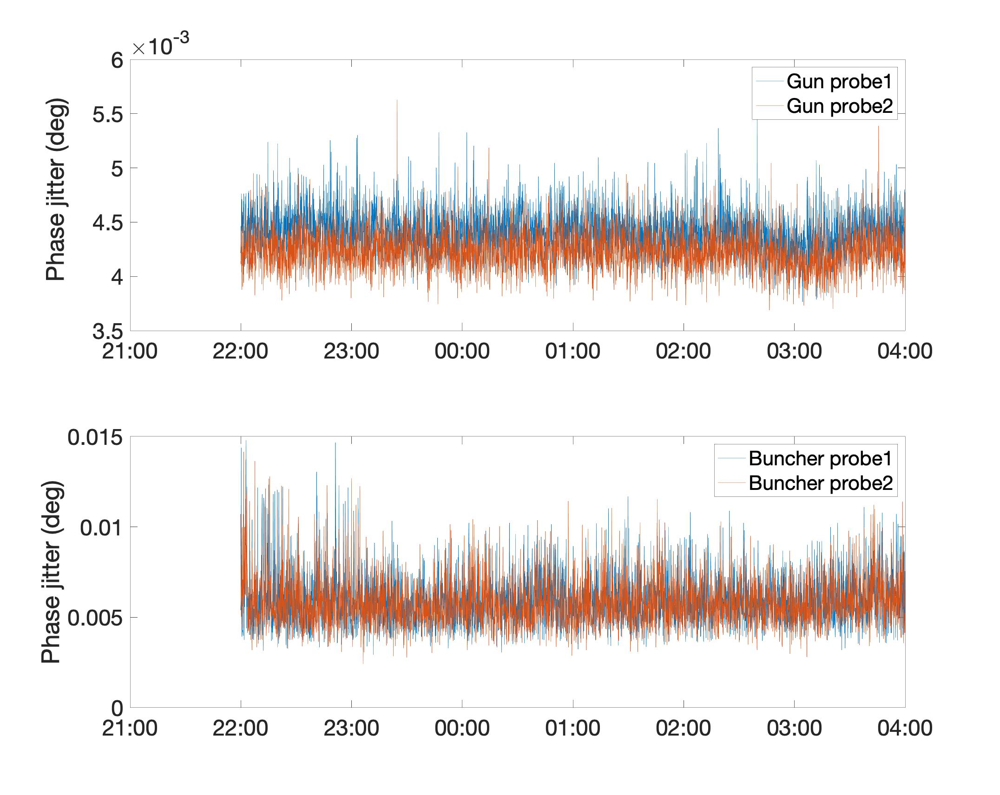 ×10-3
6
5.5
5
4.5
4
3.5
Phase jitter (deg)
Gun probe1
Gun probe2
21:00 22:00 23:00 00:00 01:00 02:00 03:00 04:00
0.015
0.01
0.005
0
Phase jitter (deg)
Buncher probe1
Buncher probe2
21:00 22:00 23:00 00:00 01:00 02:00 03:00 04:00